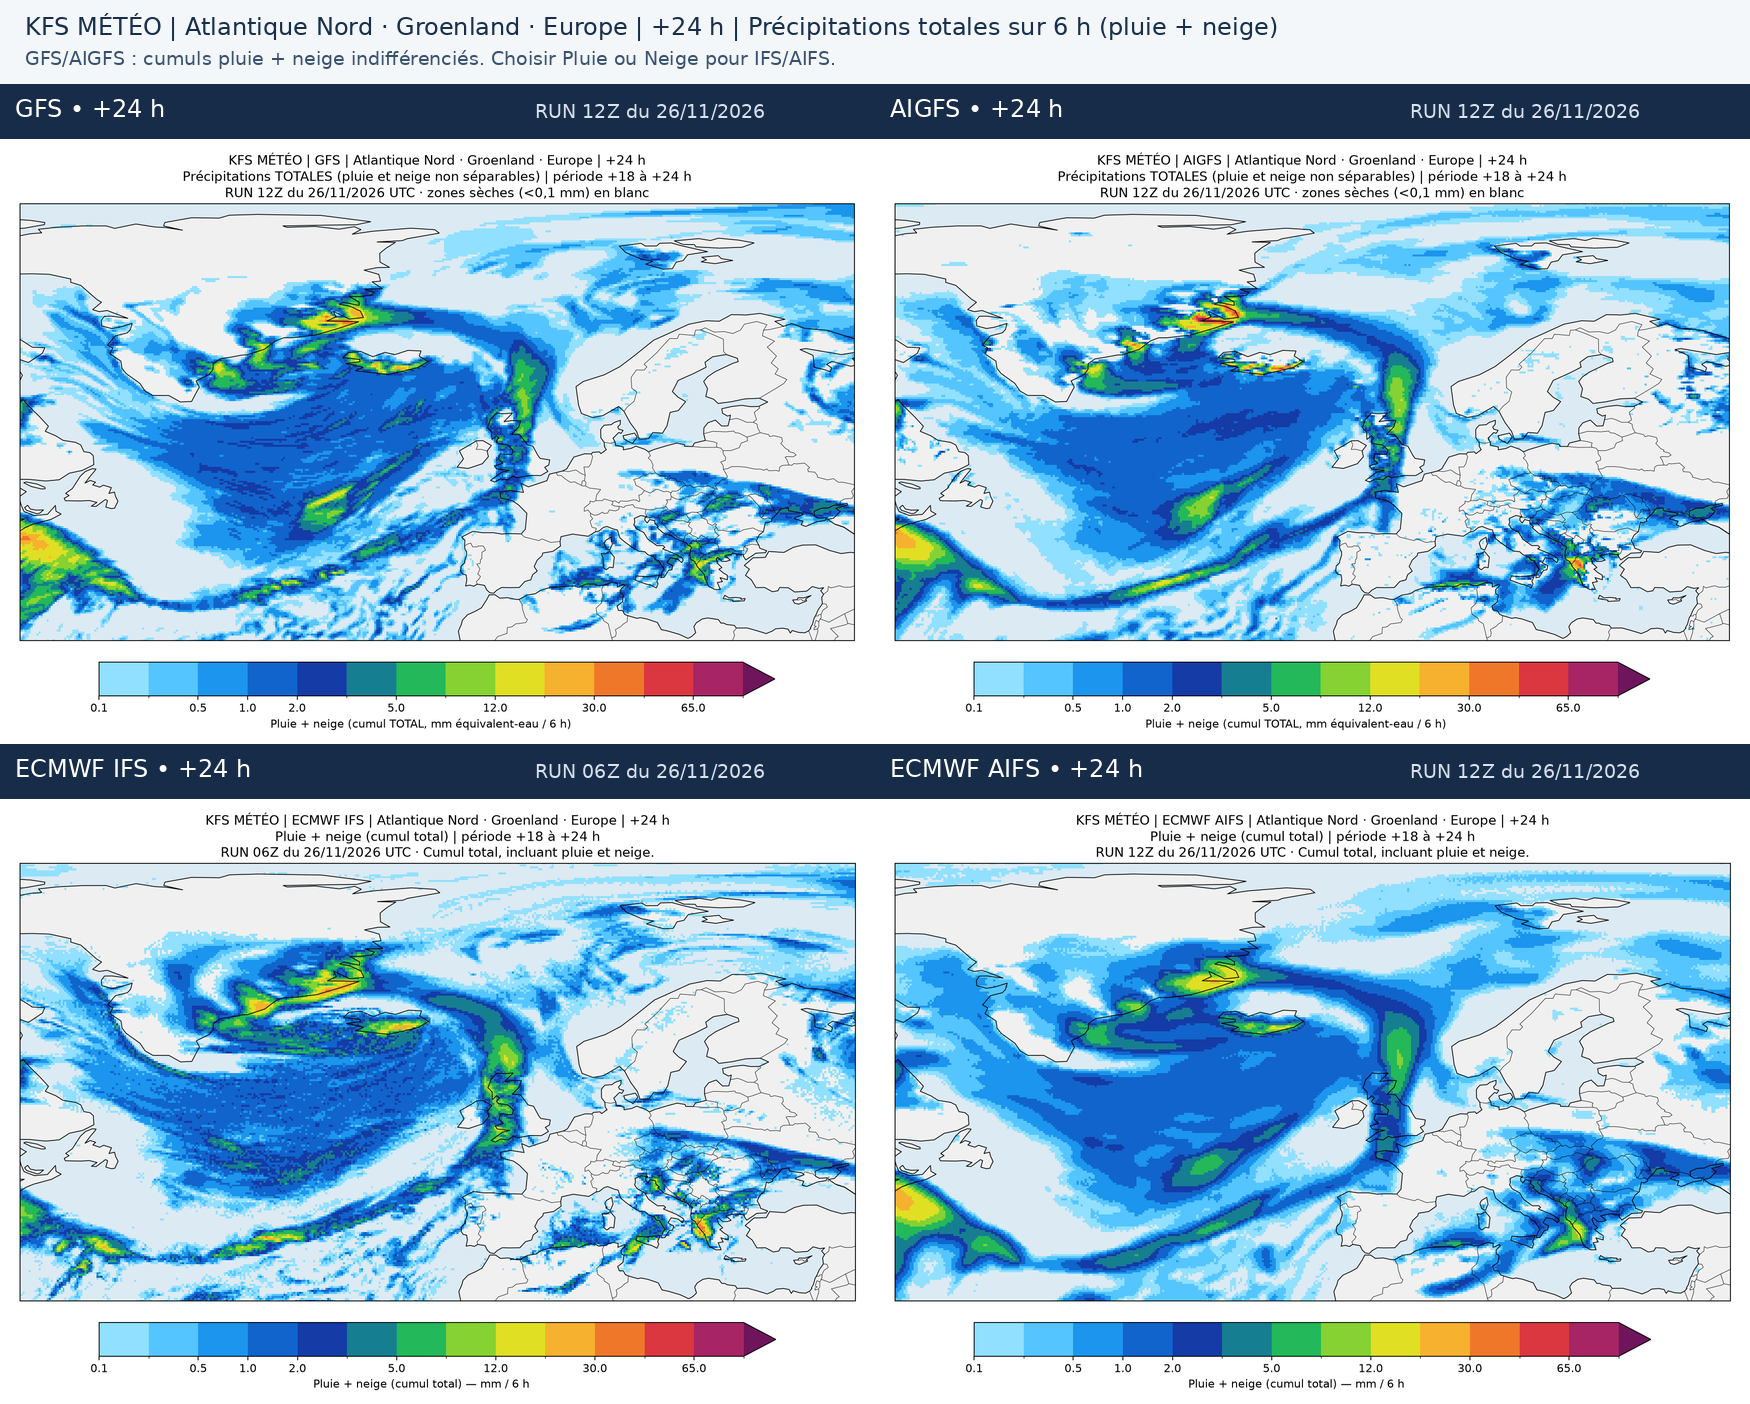 KFS MÉTÉO | Atlantique Nord · Groenland · Europe | +24 h | Précipitations totales sur 6 h (pluie + neige)
GFS/AIGFS : cumuls pluie + neige indifférenciés. Choisir Pluie ou Neige pour IFS/AIFS.
GFS • +24 h
RUN 12Z du 26/11/2026
KFS MÉTÉO | GFS | Atlantique Nord · Groenland · Europe | +24 h
Précipitations TOTALES (pluie et neige non séparables) | période +18 à +24 h
RUN 12Z du 26/11/2026 UTC · zones sèches (<0,1 mm) en blanc
0.1 0.5 1.0 2.0 5.0 12.0 30.0 65.0
Pluie + neige (cumul TOTAL, mm équivalent-eau / 6 h)
AIGFS • +24 h
RUN 12Z du 26/11/2026
KFS MÉTÉO | AIGFS | Atlantique Nord · Groenland · Europe | +24 h
Précipitations TOTALES (pluie et neige non séparables) | période +18 à +24 h
RUN 12Z du 26/11/2026 UTC · zones sèches (<0,1 mm) en blanc
0.1 0.5 1.0 2.0 5.0 12.0 30.0 65.0
Pluie + neige (cumul TOTAL, mm équivalent-eau / 6 h)
ECMWF IFS • +24 h
RUN 06Z du 26/11/2026
KFS MÉTÉO | ECMWF IFS | Atlantique Nord · Groenland · Europe | +24 h
Pluie + neige (cumul total) | période +18 à +24 h
RUN 06Z du 26/11/2026 UTC · Cumul total, incluant pluie et neige.
0.1 0.5 1.0 2.0 5.0 12.0 30.0 65.0
Pluie + neige (cumul total) — mm / 6 h
ECMWF AIFS • +24 h
RUN 12Z du 26/11/2026
KFS MÉTÉO | ECMWF AIFS | Atlantique Nord · Groenland · Europe | +24 h
Pluie + neige (cumul total) | période +18 à +24 h
RUN 12Z du 26/11/2026 UTC · Cumul total, incluant pluie et neige.
0.1 0.5 1.0 2.0 5.0 12.0 30.0 65.0
Pluie + neige (cumul total) — mm / 6 h